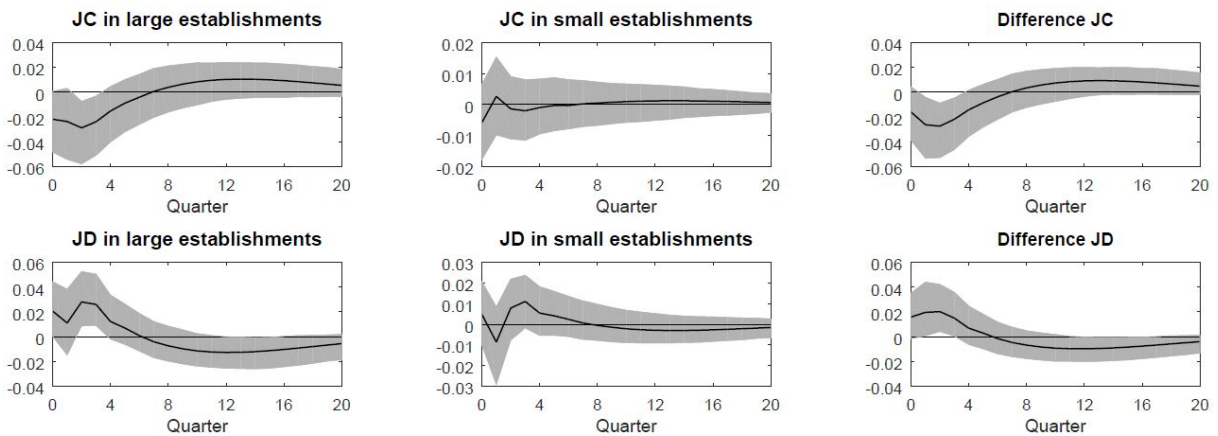 JC in large establishments
0.04
0.02
0
-0.02
-0.04
-0.06
0 4 8 12 16 20
Quarter
JC in small establishments
0.02
0.01
0
-0.01
0.02
0 4 8 12 16 20
Quarter
Difference JC
0.04
0.02
0
-0.02
-0.04
-0.06
0 4 8 12 16 20
Quarter
JD in large establishments
0.06
0.04
0.02
0
-0.02
-0.04
0 4 8 12 16 20
Quarter
JD in small establishments
0.03
0.02
0.01
0
-0.01
-0.02
-0.03
0 4 8 12 16 20
Quarter
Difference JD
0.06
0.04
0.02
0
-0.02
-0.04
0 4 8 12 16 20
Quarter